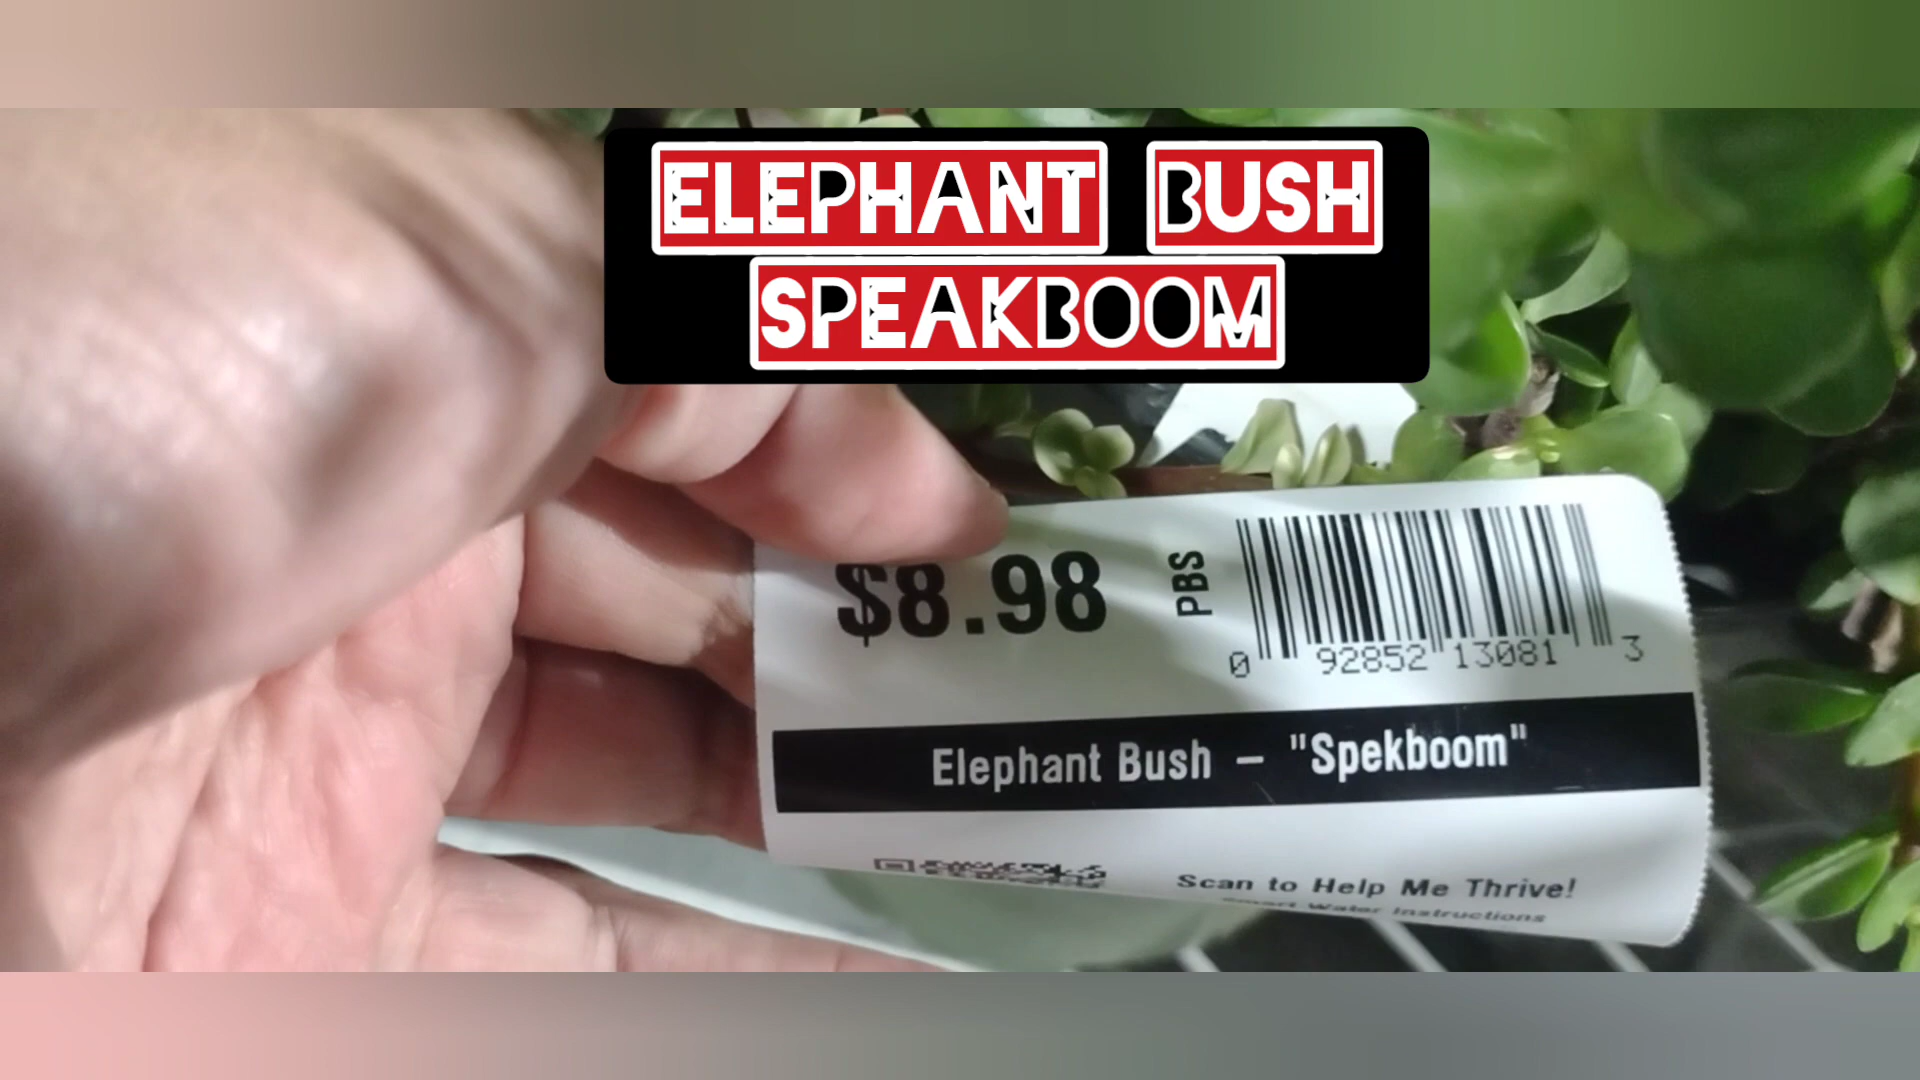 ELEPHANT BUSH
SPEAKBOOM
$8.98
PBS
0 92852 13081 3
Elephant Bush – "Spekboom"
Scan to Help Me Thrive!
Smart Water Instructions